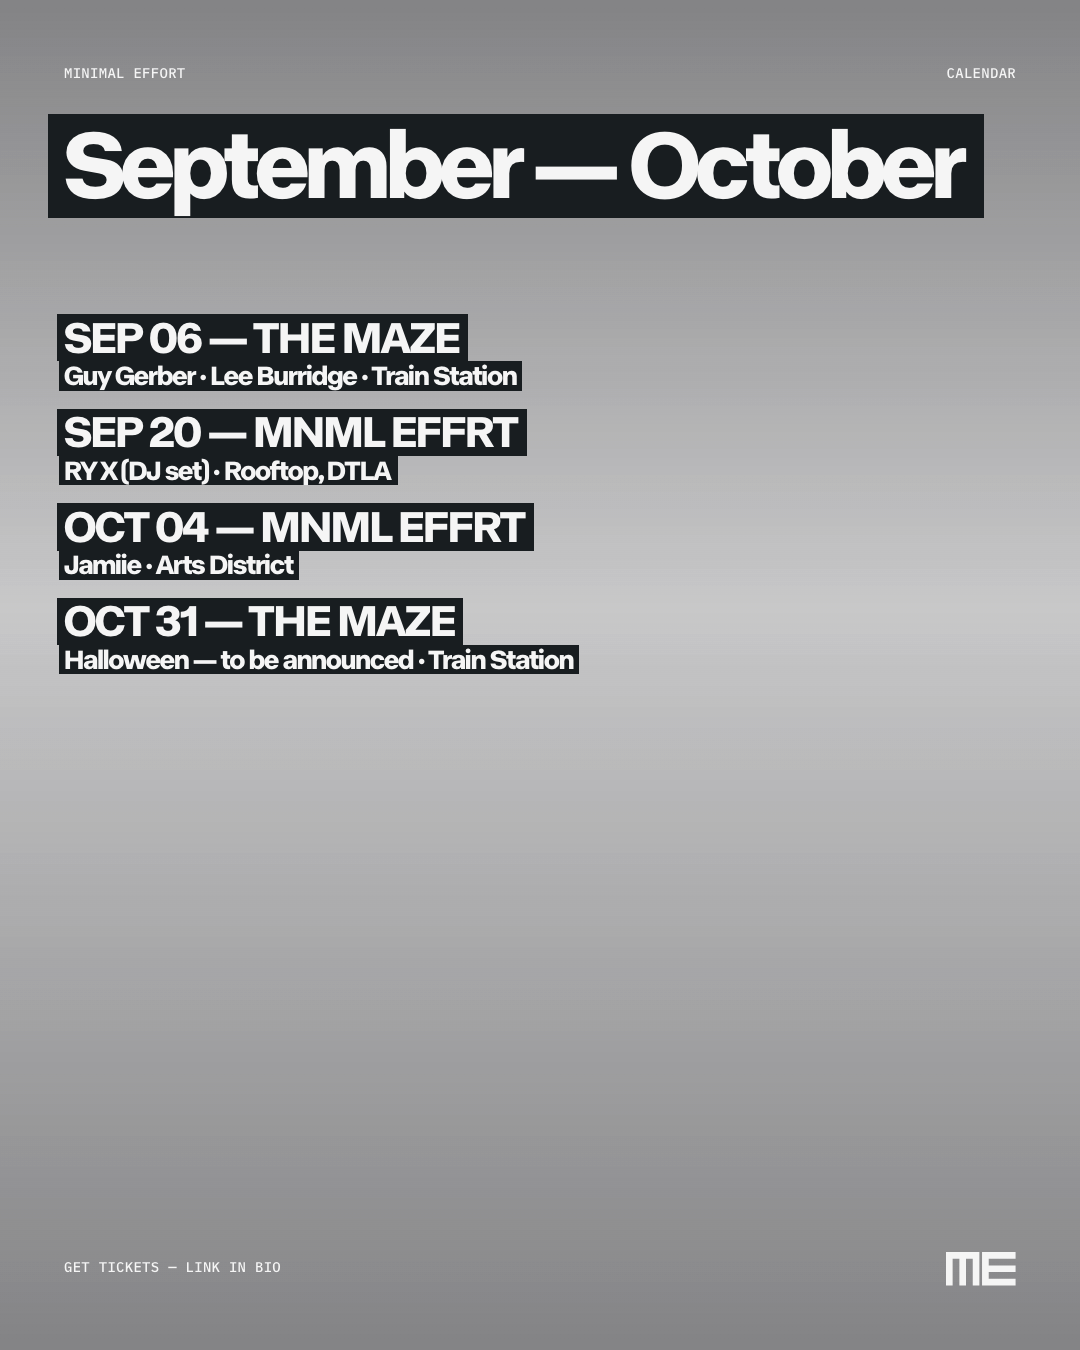 MINIMAL EFFORT
CALENDAR
September — October
SEP 06 — THE MAZE
Guy Gerber · Lee Burridge · Train Station
SEP 20 — MNML EFFRT
RY X (DJ set) · Rooftop, DTLA
OCT 04 — MNML EFFRT
Jamiie · Arts District
OCT 31 — THE MAZE
Halloween — to be announced · Train Station
GET TICKETS — LINK IN BIO
ME